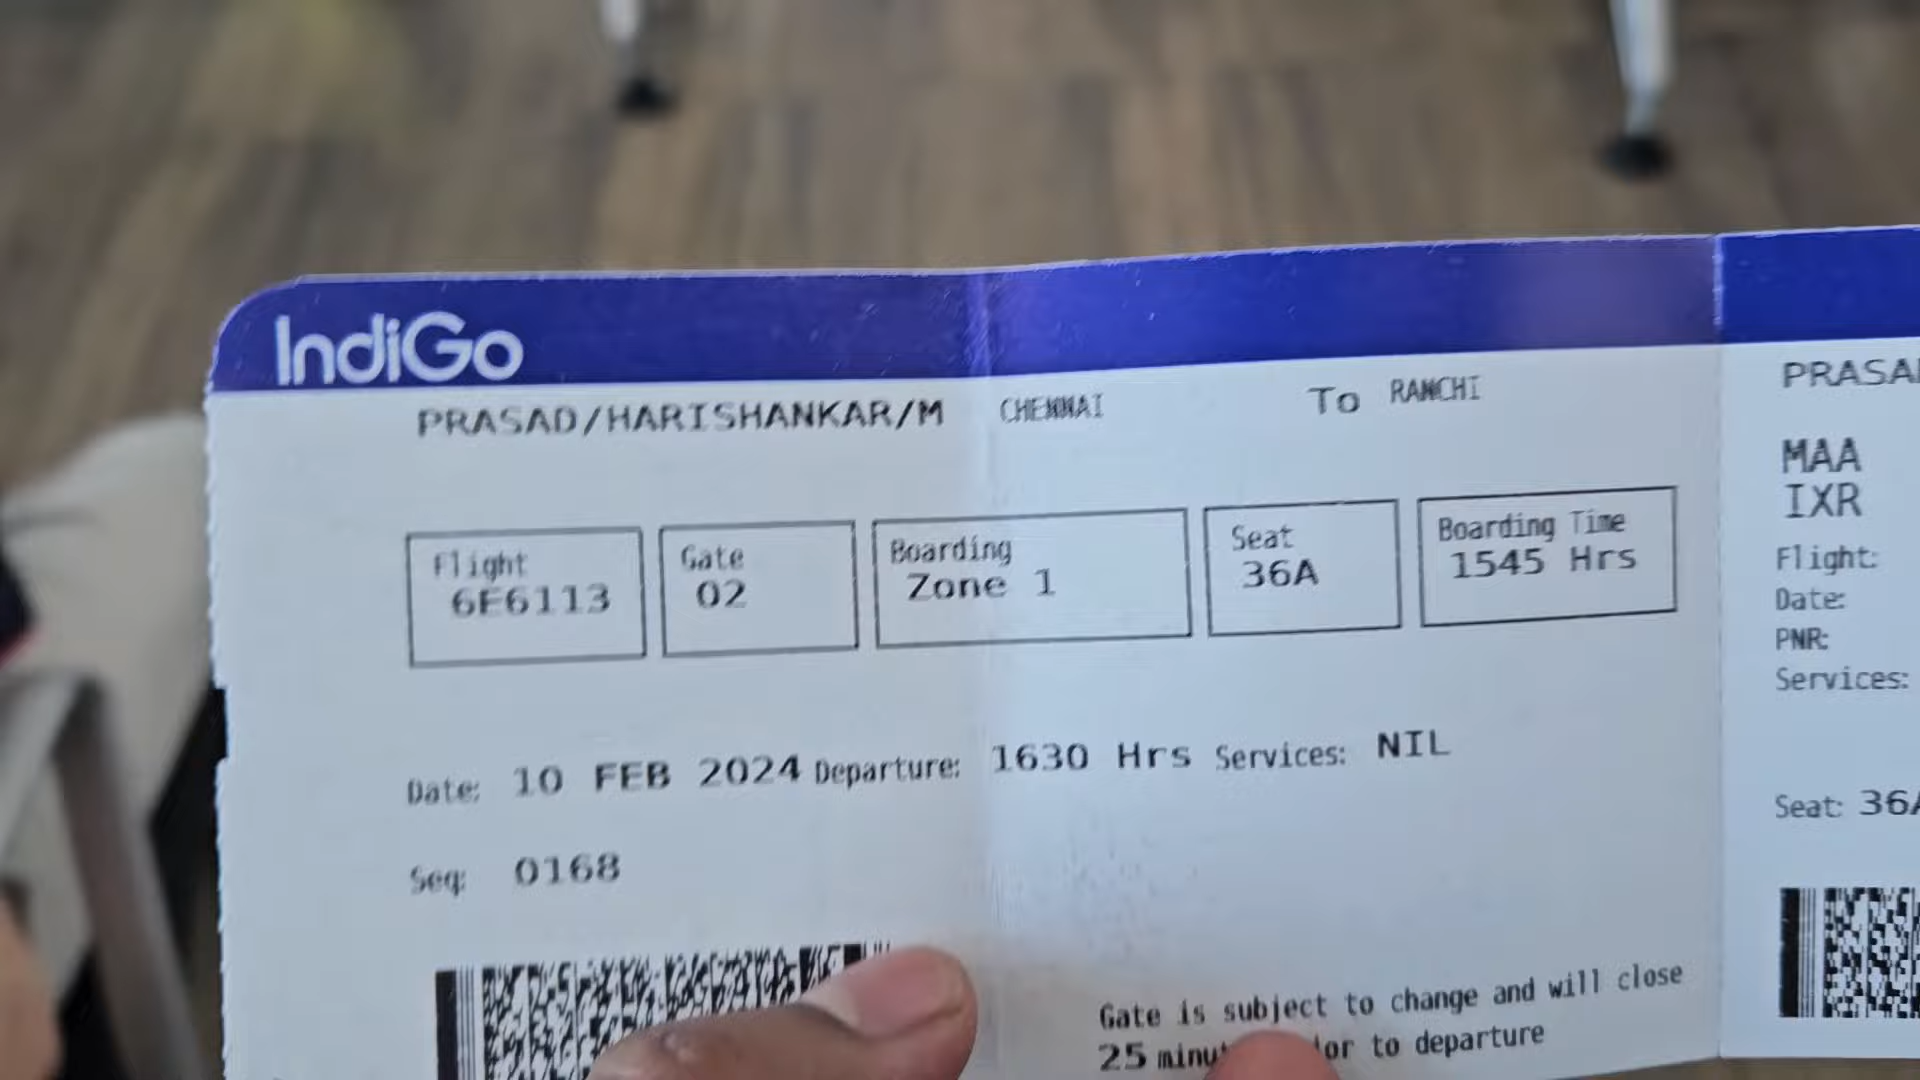 IndiGo
PRASAD/HARISHANKAR/M CHENNAI To RANCHI
Flight Gate Boarding Seat Boarding Time
6E6113 02 Zone 1 36A 1545 Hrs
Date: 10 FEB 2024 Departure: 1630 Hrs Services: NIL
Seq: 0168
Gate is subject to change and will close
25 to departure
MAA
IXR
Flight:
Date:
PNR:
Services:
Seat: